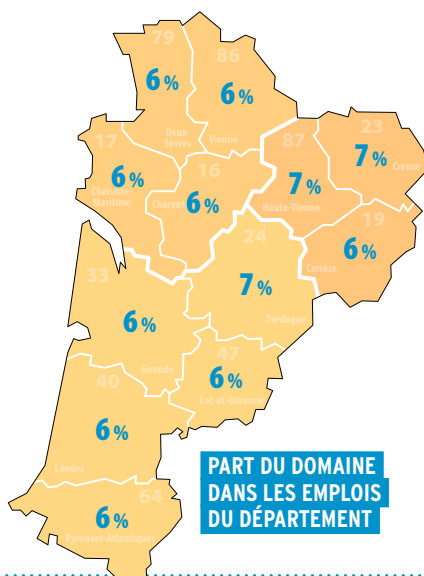 79
6 %
Deux-
Sèvres
86
6 %
Vienne
17
6 %
Charente
Maritime
16
6 %
Charente
87
7 %
Haute-Vienne
23
7 %
Creuse
19
6 %
Corrèze
24
7 %
Dordogne
33
6 %
Gironde
47
6 %
Lot-et-Garonne
40
6 %
Landes
64
6 %
Pyrénées-Atlantiques
PART DU DOMAINE
DANS LES EMPLOIS
DU DÉPARTEMENT